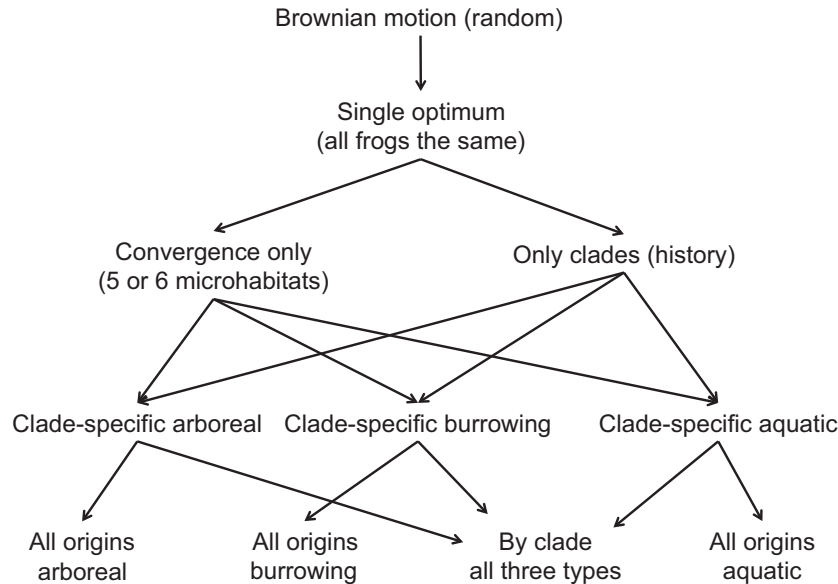 Brownian motion (random)
Single optimum
(all frogs the same)
Convergence only
(5 or 6 microhabitats)
Only clades (history)
Clade-specific arboreal
Clade-specific burrowing
Clade-specific aquatic
All origins
arboreal
All origins
burrowing
By clade
all three types
All origins
aquatic